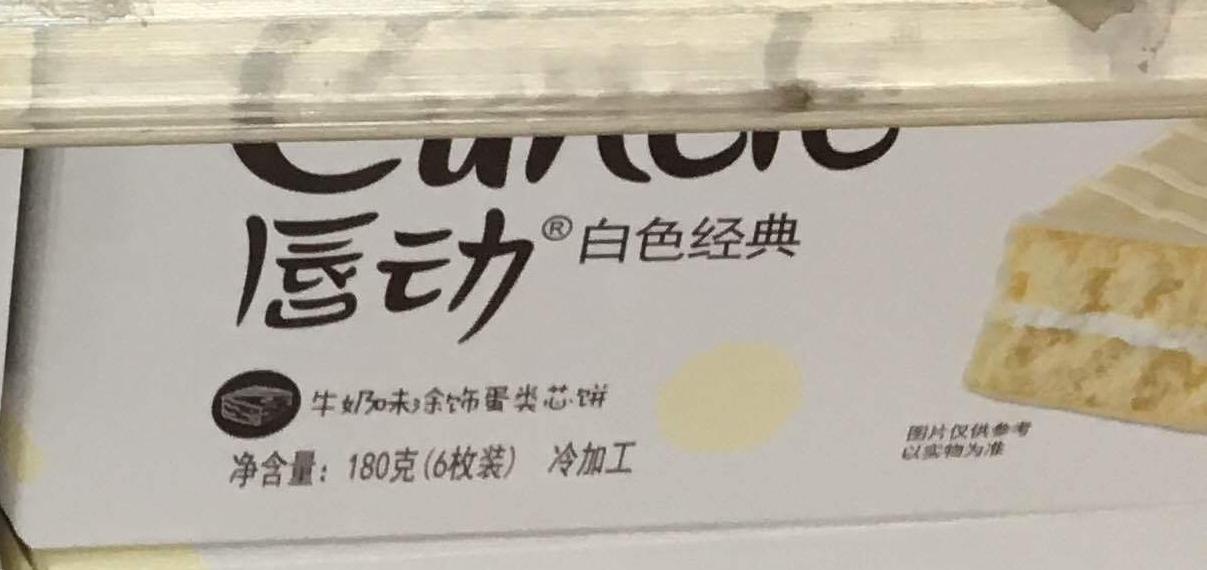 唇动®白色经典
牛奶味涂饰蛋类芯饼
净含量：180克(6枚装) 冷加工
图片仅供参考
以实物为准